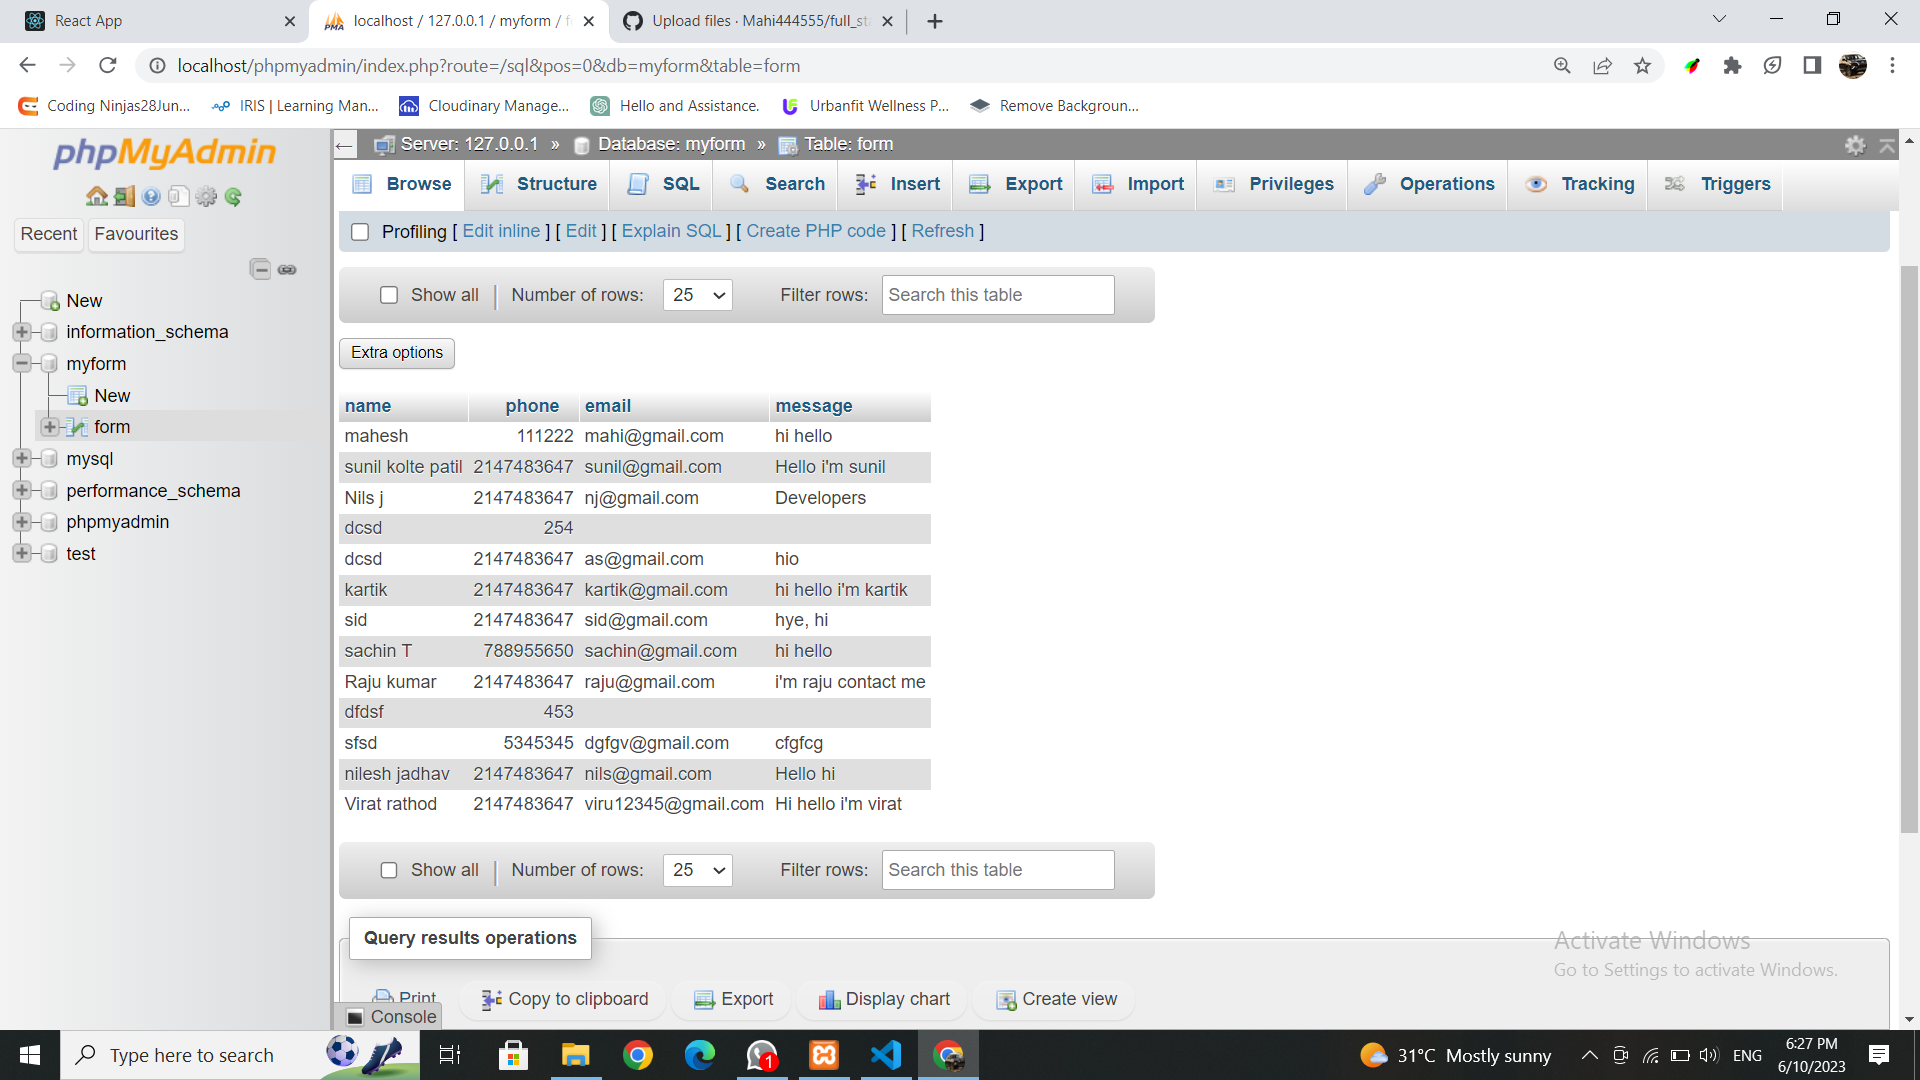 React App
localhost / 127.0.0.1 / myform / f
Upload files · Mahi444555/full_st
localhost/phpmyadmin/index.php?route=/sql&pos=0&db=myform&table=form
Coding Ninjas28Jun...
IRIS | Learning Man...
Cloudinary Manage...
Hello and Assistance.
Urbanfit Wellness P...
Remove Backgroun...
phpMyAdmin
Recent
Favourites
New
information_schema
myform
New
form
mysql
performance_schema
phpmyadmin
test
Server: 127.0.0.1 » Database: myform » Table: form
Browse Structure SQL Search Insert Export Import Privileges Operations Tracking Triggers
Profiling [ Edit inline ] [ Edit ] [ Explain SQL ] [ Create PHP code ] [ Refresh ]
Show all | Number of rows: 25 Filter rows: Search this table
Extra options
name phone email message
mahesh 111222 mahi@gmail.com hi hello
sunil kolte patil 2147483647 sunil@gmail.com Hello i'm sunil
Nils j 2147483647 nj@gmail.com Developers
dcsd 254
dcsd 2147483647 as@gmail.com hio
kartik 2147483647 kartik@gmail.com hi hello i'm kartik
sid 2147483647 sid@gmail.com hye, hi
sachin T 788955650 sachin@gmail.com hi hello
Raju kumar 2147483647 raju@gmail.com i'm raju contact me
dfdsf 453
sfsd 5345345 dgfgv@gmail.com cfgfcg
nilesh jadhav 2147483647 nils@gmail.com Hello hi
Virat rathod 2147483647 viru12345@gmail.com Hi hello i'm virat
Show all | Number of rows: 25 Filter rows: Search this table
Query results operations
Print Copy to clipboard Export Display chart Create view
Console
Activate Windows
Go to Settings to activate Windows.
Type here to search
1
31°C Mostly sunny
ENG
6:27 PM
6/10/2023